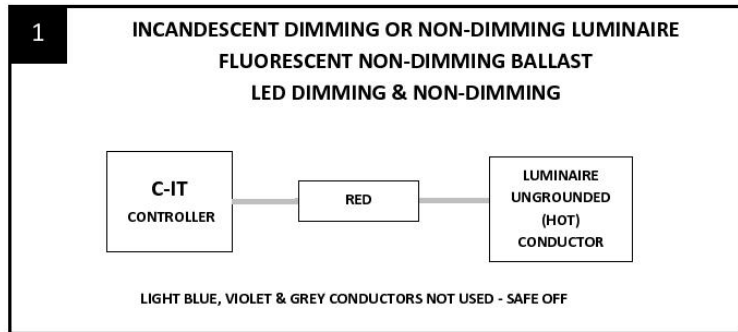 1
INCANDESCENT DIMMING OR NON-DIMMING LUMINAIRE
FLUORESCENT NON-DIMMING BALLAST
LED DIMMING & NON-DIMMING
C-IT
CONTROLLER
RED
LUMINAIRE
UNGROUNDED
(HOT)
CONDUCTOR
LIGHT BLUE, VIOLET & GREY CONDUCTORS NOT USED - SAFE OFF